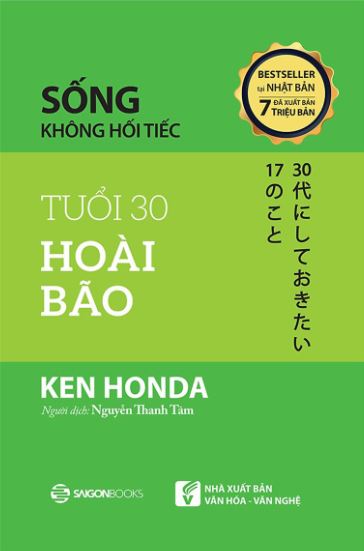 BESTSELLER
tại NHẬT BẢN
7 ĐÃ XUẤT BẢN
TRIỆU BẢN
SỐNG
KHÔNG HỐI TIẾC
30代にしておきたい
17のこと
TUỔI 30
HOÀI
BÃO
KEN HONDA
Người dịch: Nguyễn Thanh Tâm
SAIGONBOOKS
NHÀ XUẤT BẢN
VĂN HÓA - VĂN NGHỆ